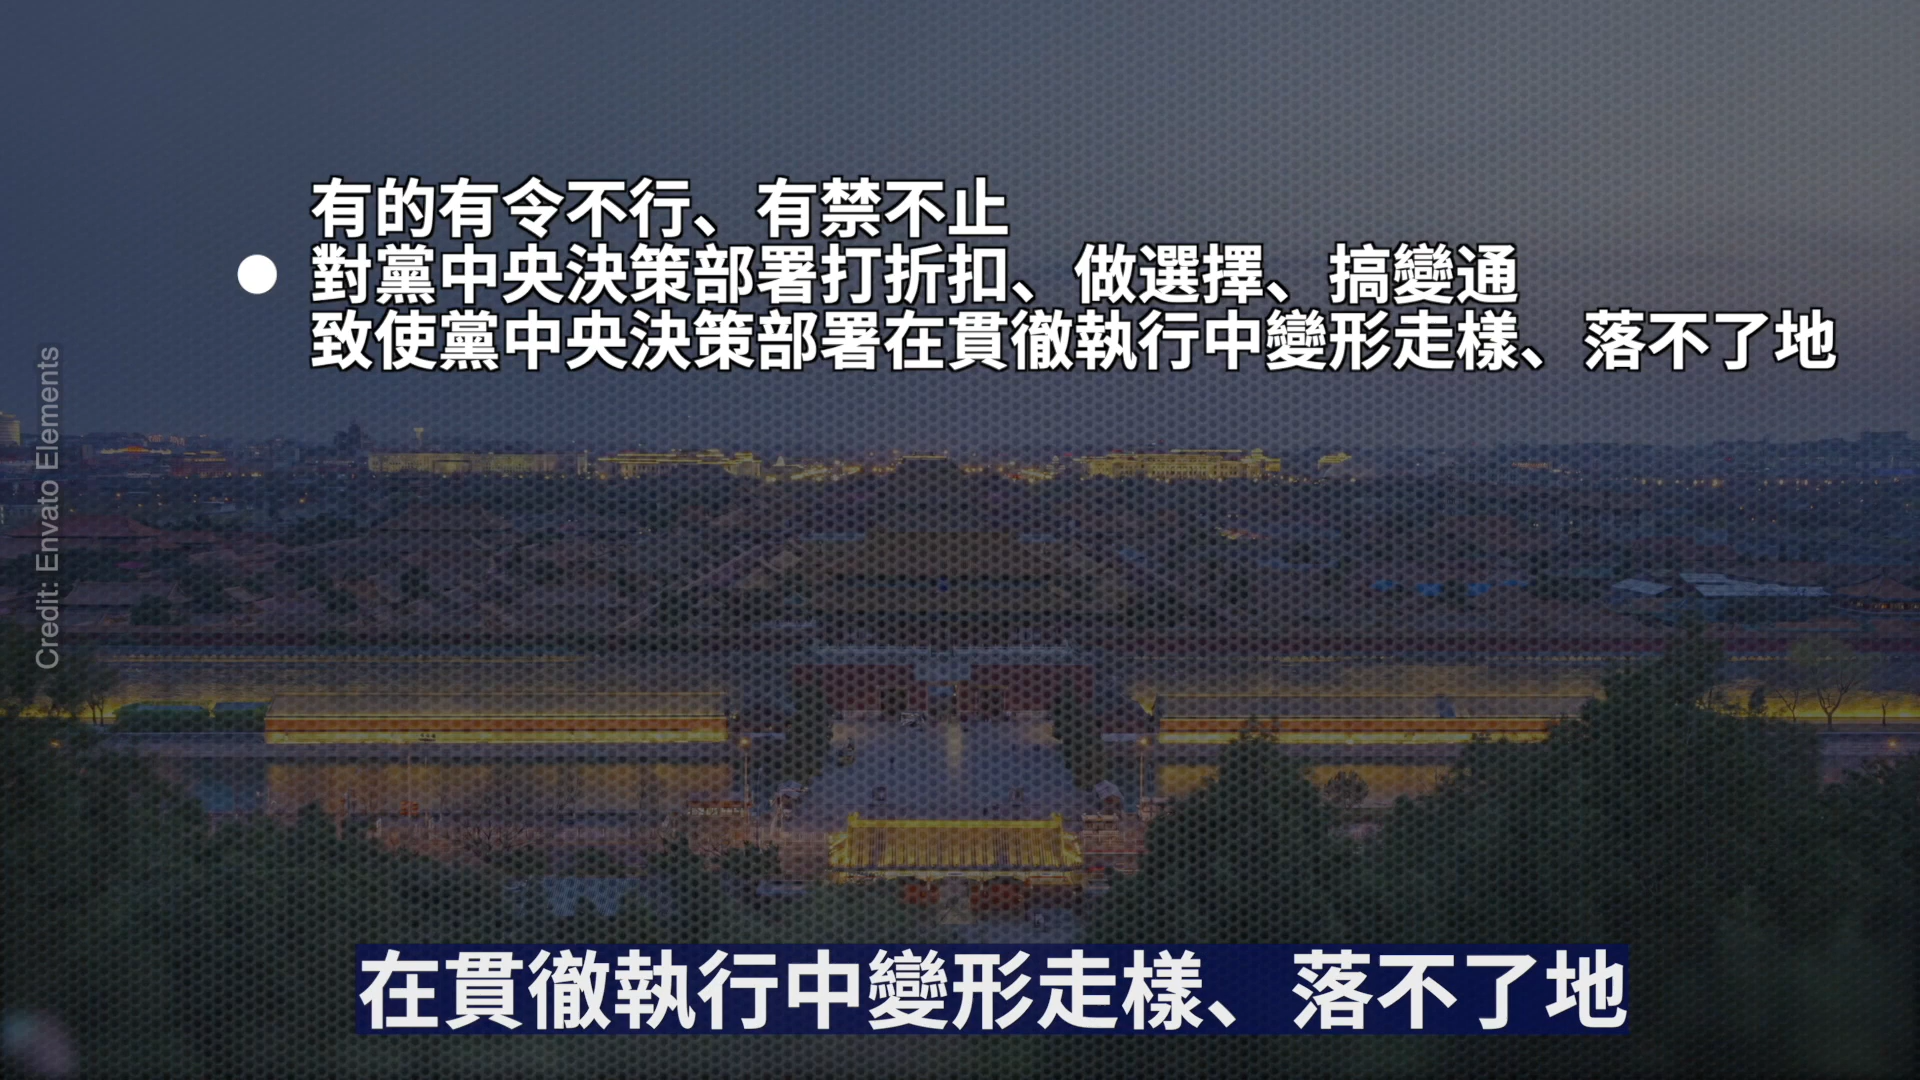 有的有令不行、有禁不止
對黨中央決策部署打折扣、做選擇、搞變通
致使黨中央決策部署在貫徹執行中變形走樣、落不了地
Credit: Envato Elements
在貫徹執行中變形走樣、落不了地